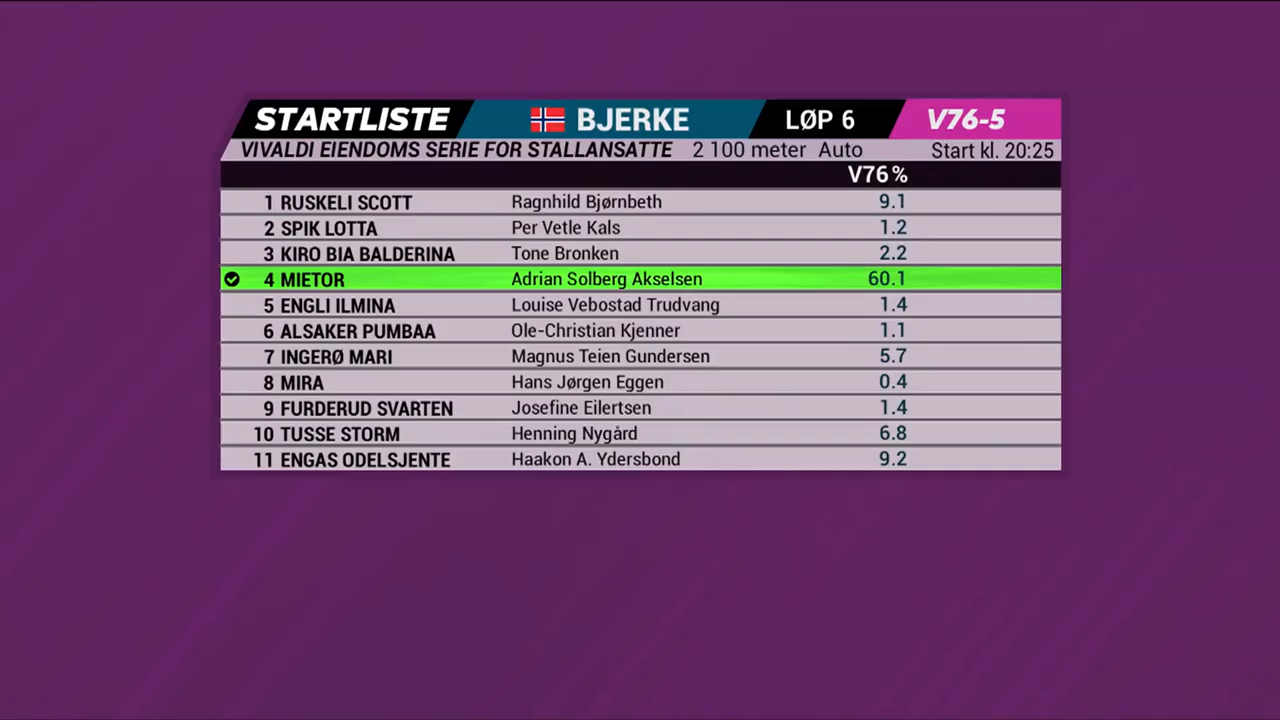 STARTLISTE BJERKE LØP 6 V76-5
VIVALDI EIENDOMS SERIE FOR STALLANSATTE 2 100 meter Auto Start kl. 20:25
V76%
1 RUSKELI SCOTT Ragnhild Bjørnbeth 9.1
2 SPIK LOTTA Per Vetle Kals 1.2
3 KIRO BIA BALDERINA Tone Bronken 2.2
4 MIETOR Adrian Solberg Akselsen 60.1
5 ENGLI ILMINA Louise Vebostad Trudvang 1.4
6 ALSAKER PUMBAA Ole-Christian Kjenner 1.1
7 INGERØ MARI Magnus Teien Gundersen 5.7
8 MIRA Hans Jørgen Eggen 0.4
9 FURDERUD SVARTEN Josefine Eilertsen 1.4
10 TUSSE STORM Henning Nygård 6.8
11 ENGAS ODELSJENTE Haakon A. Ydersbond 9.2